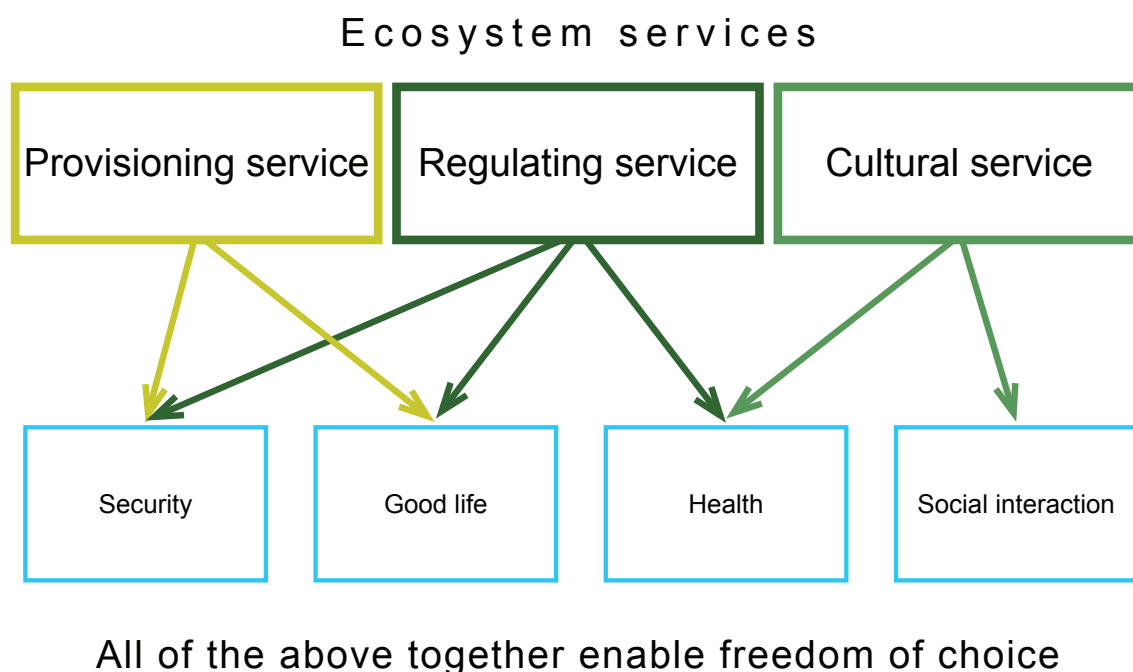 Ecosystem services
Provisioning service
Regulating service
Cultural service
Security
Good life
Health
Social interaction
All of the above together enable freedom of choice